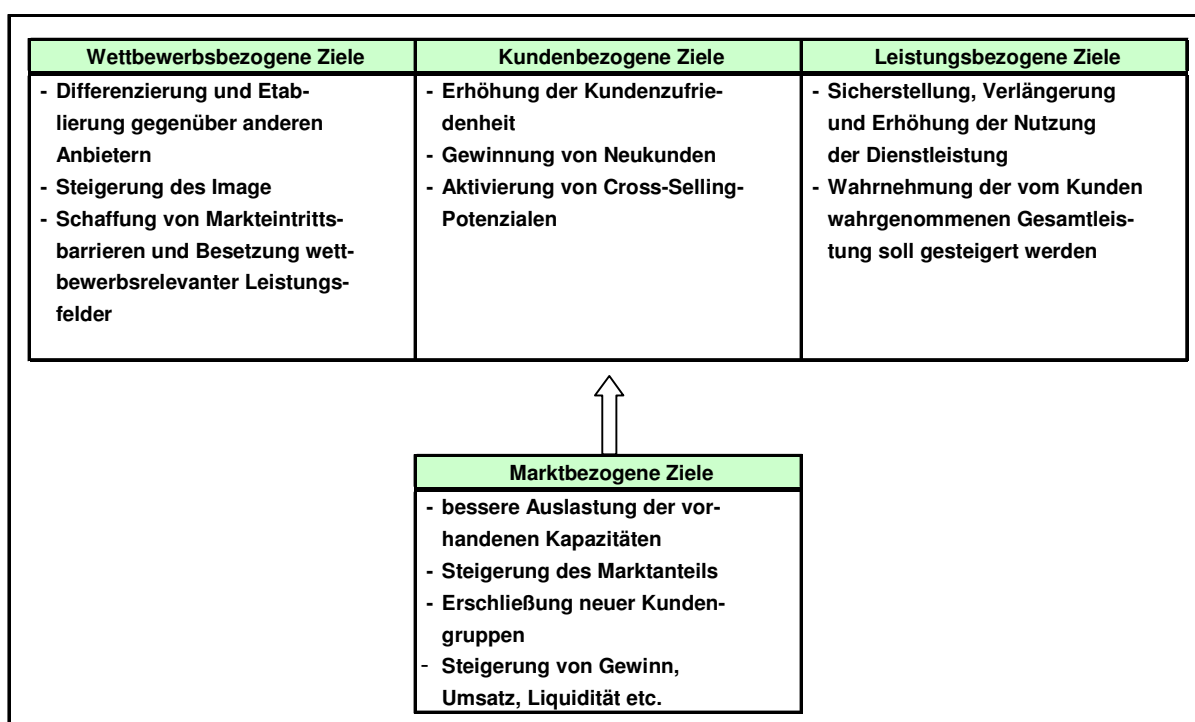 Wettbewerbsbezogene Ziele
- Differenzierung und Etab-
lierung gegenüber anderen
Anbietern
- Steigerung des Image
- Schaffung von Markteintritts-
barrieren und Besetzung wett-
bewerbsrelevanter Leistungs-
felder
Kundenbezogene Ziele
- Erhöhung der Kundenzufrie-
denheit
- Gewinnung von Neukunden
- Aktivierung von Cross-Selling-
Potenzialen
Leistungsbezogene Ziele
- Sicherstellung, Verlängerung
und Erhöhung der Nutzung
der Dienstleistung
- Wahrnehmung der vom Kunden
wahrgenommenen Gesamtleis-
tung soll gesteigert werden
Marktbezogene Ziele
- bessere Auslastung der vor-
handenen Kapazitäten
- Steigerung des Marktanteils
- Erschließung neuer Kunden-
gruppen
- Steigerung von Gewinn,
Umsatz, Liquidität etc.